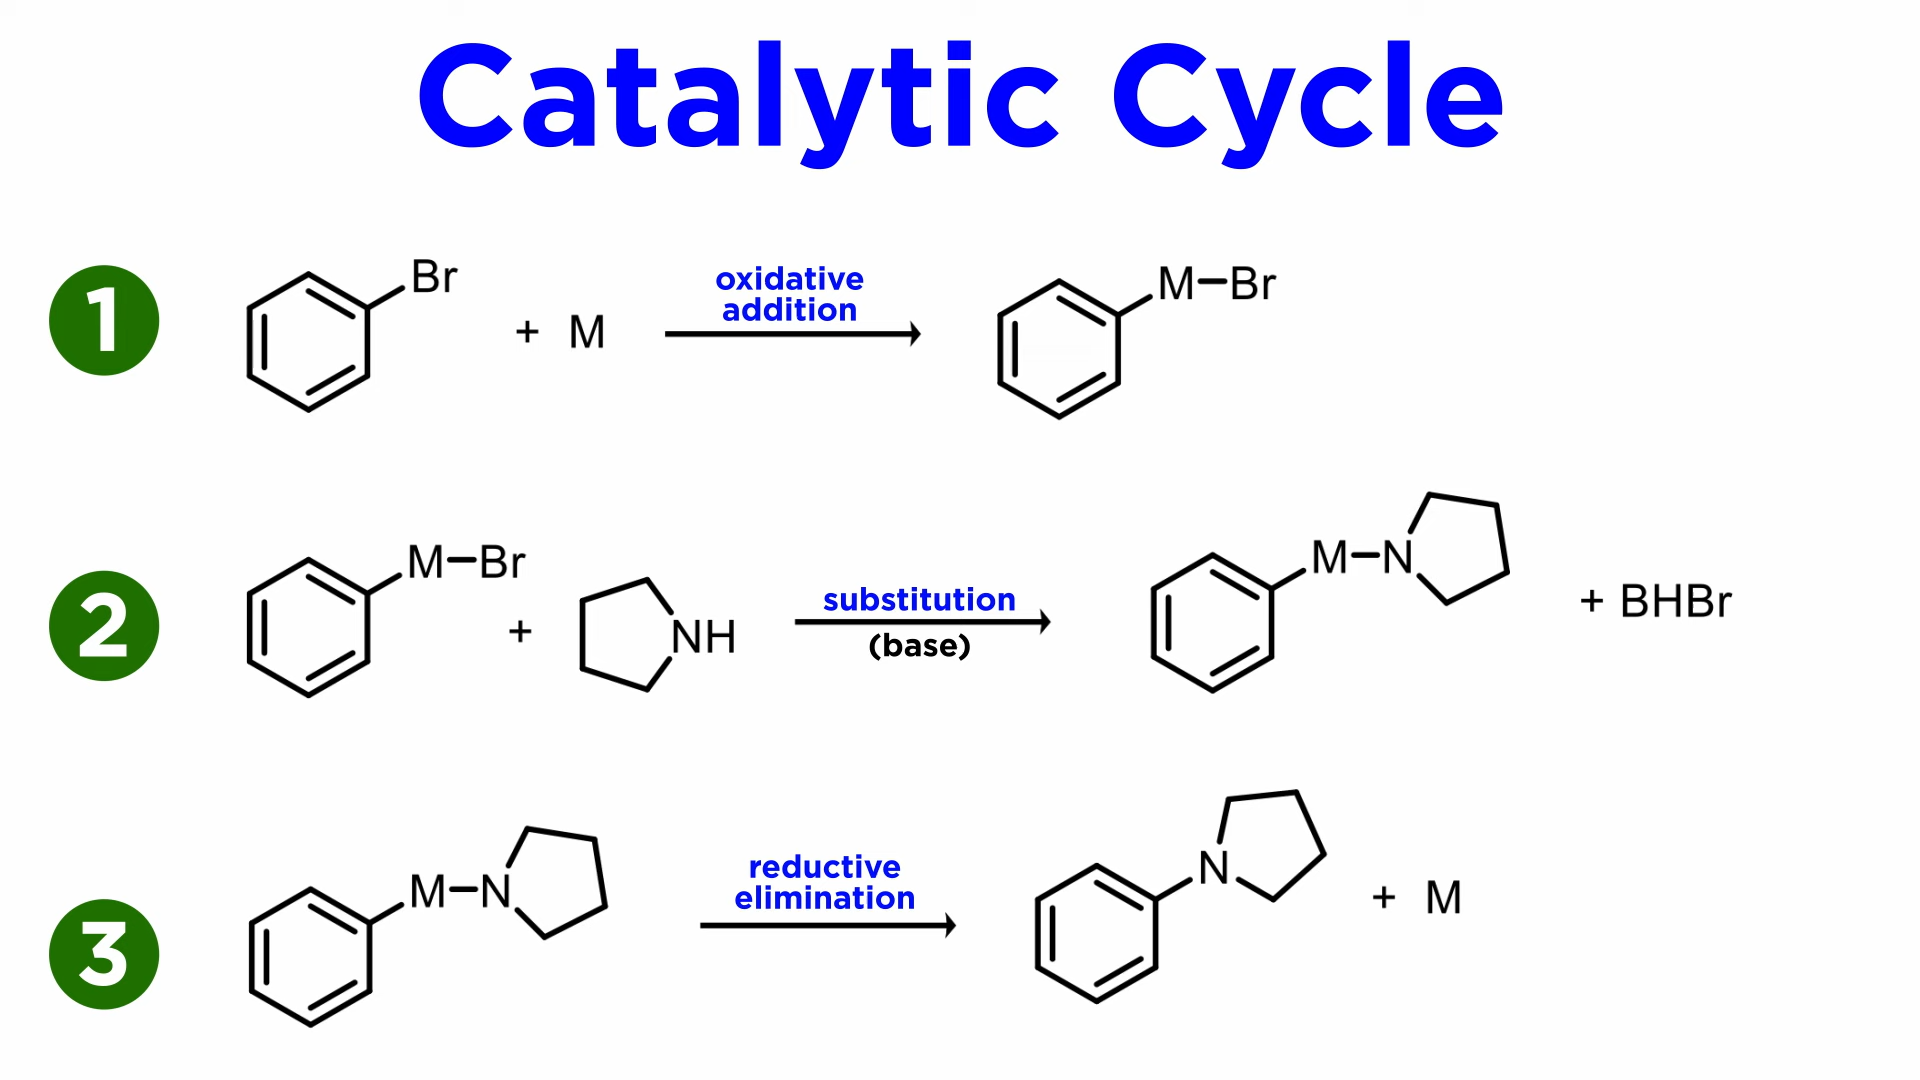 Catalytic Cycle
1
Br
+ M
oxidative
addition
M–Br
2
M–Br
+
NH
substitution
(base)
M–N
+ BHBr
3
M–N
reductive
elimination
N
+ M